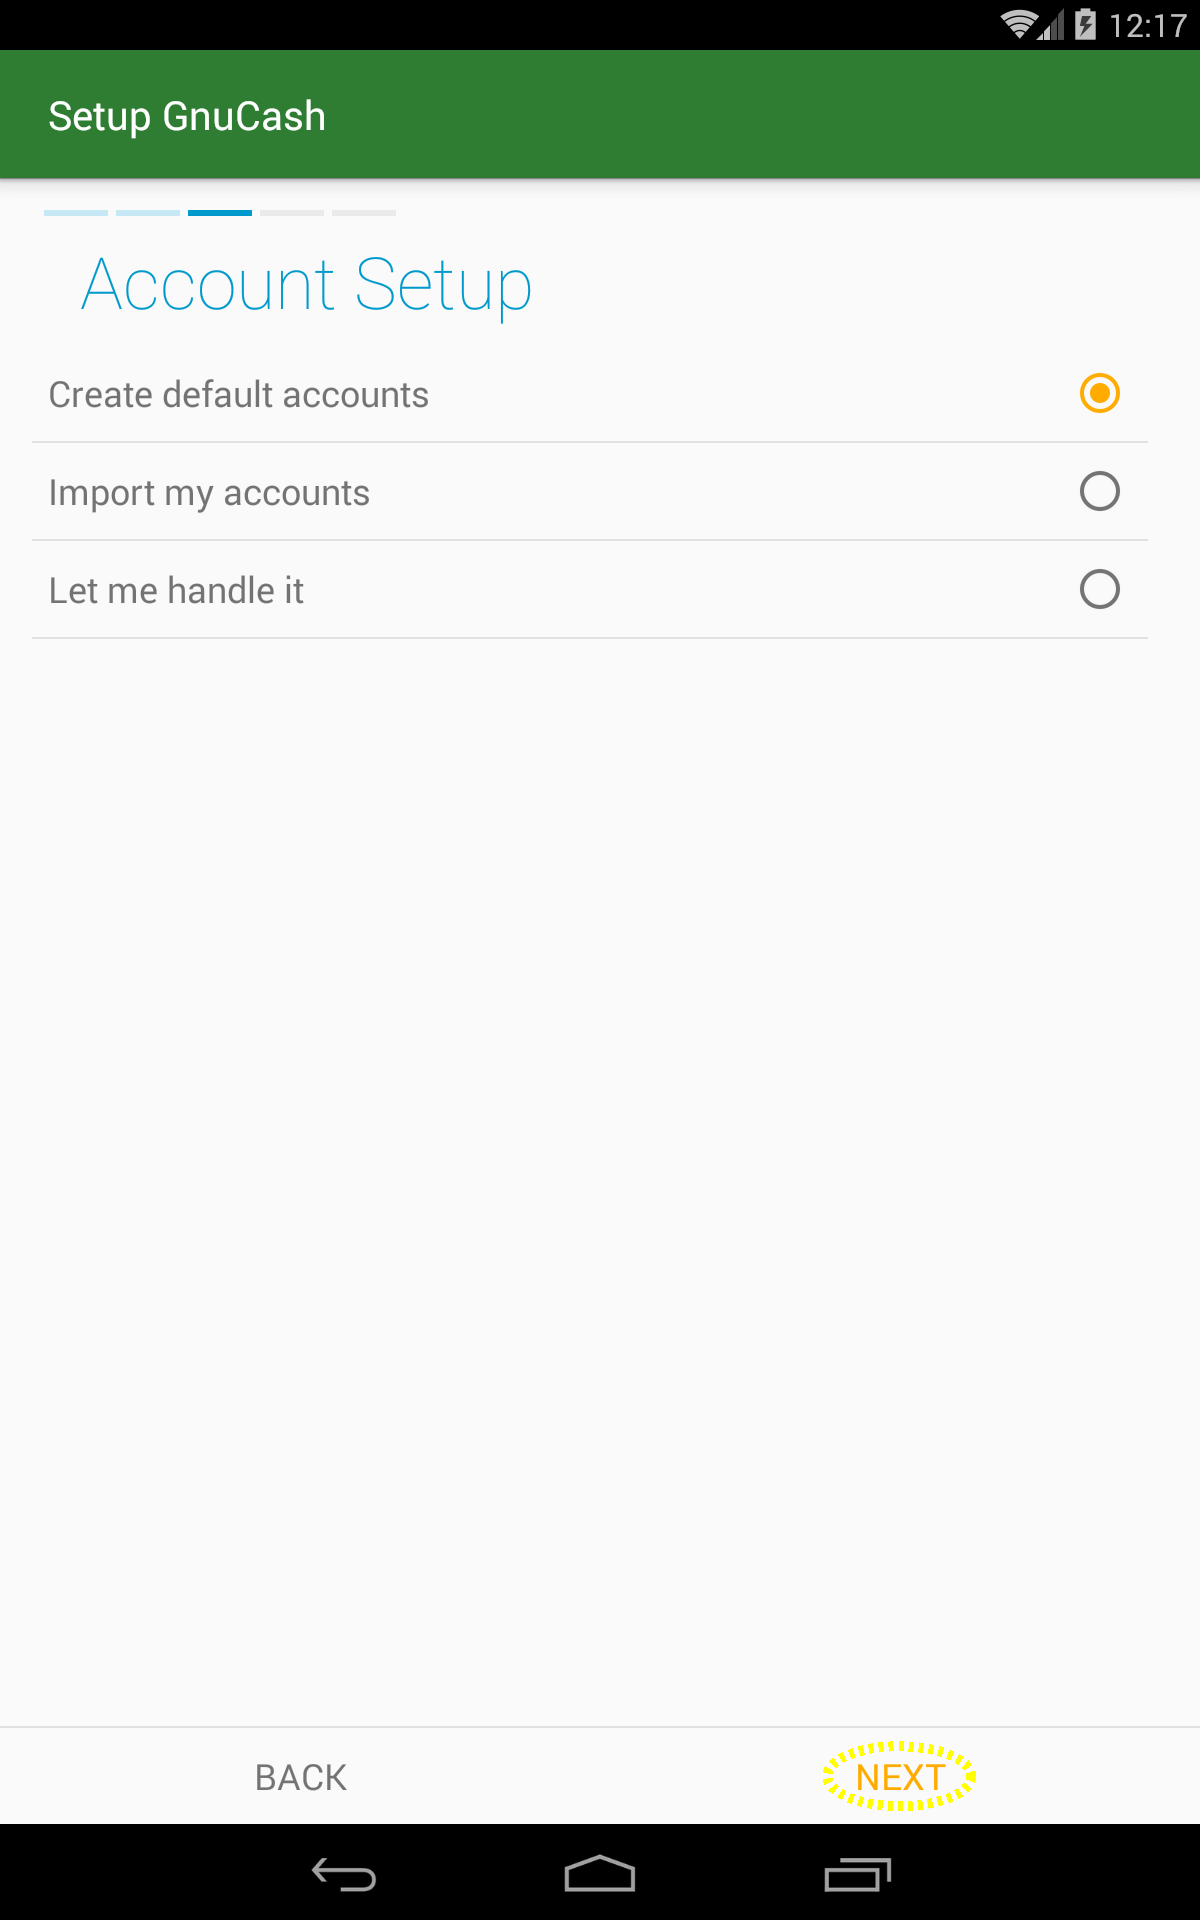 12:17
Setup GnuCash
Account Setup
Create default accounts
Import my accounts
Let me handle it
BACK NEXT